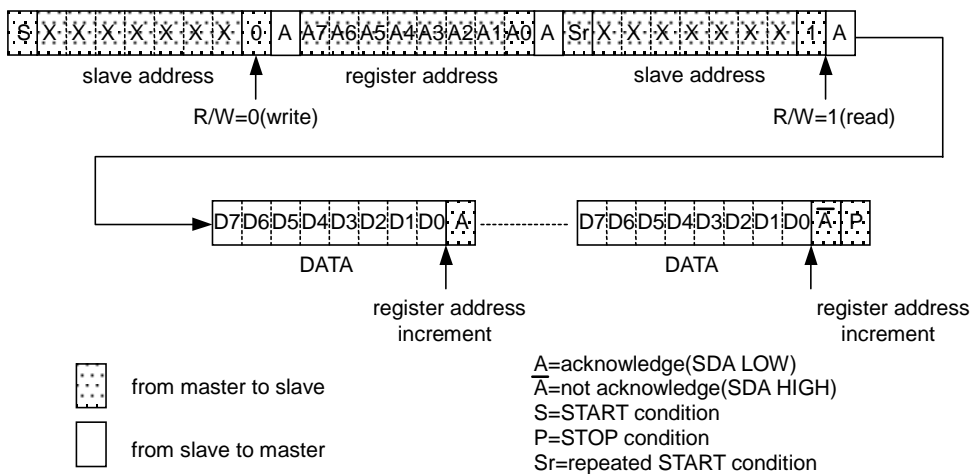 S X X X X X X X 0 A A7 A6 A5 A4 A3 A2 A1 A0 A Sr X X X X X X X 1 A
slave address register address slave address
R/W=0(write) R/W=1(read)
D7 D6 D5 D4 D3 D2 D1 D0 A D7 D6 D5 D4 D3 D2 D1 D0 A̅ P
DATA DATA
register address register address
increment increment
from master to slave
from slave to master
A=acknowledge(SDA LOW)
A̅=not acknowledge(SDA HIGH)
S=START condition
P=STOP condition
Sr=repeated START condition